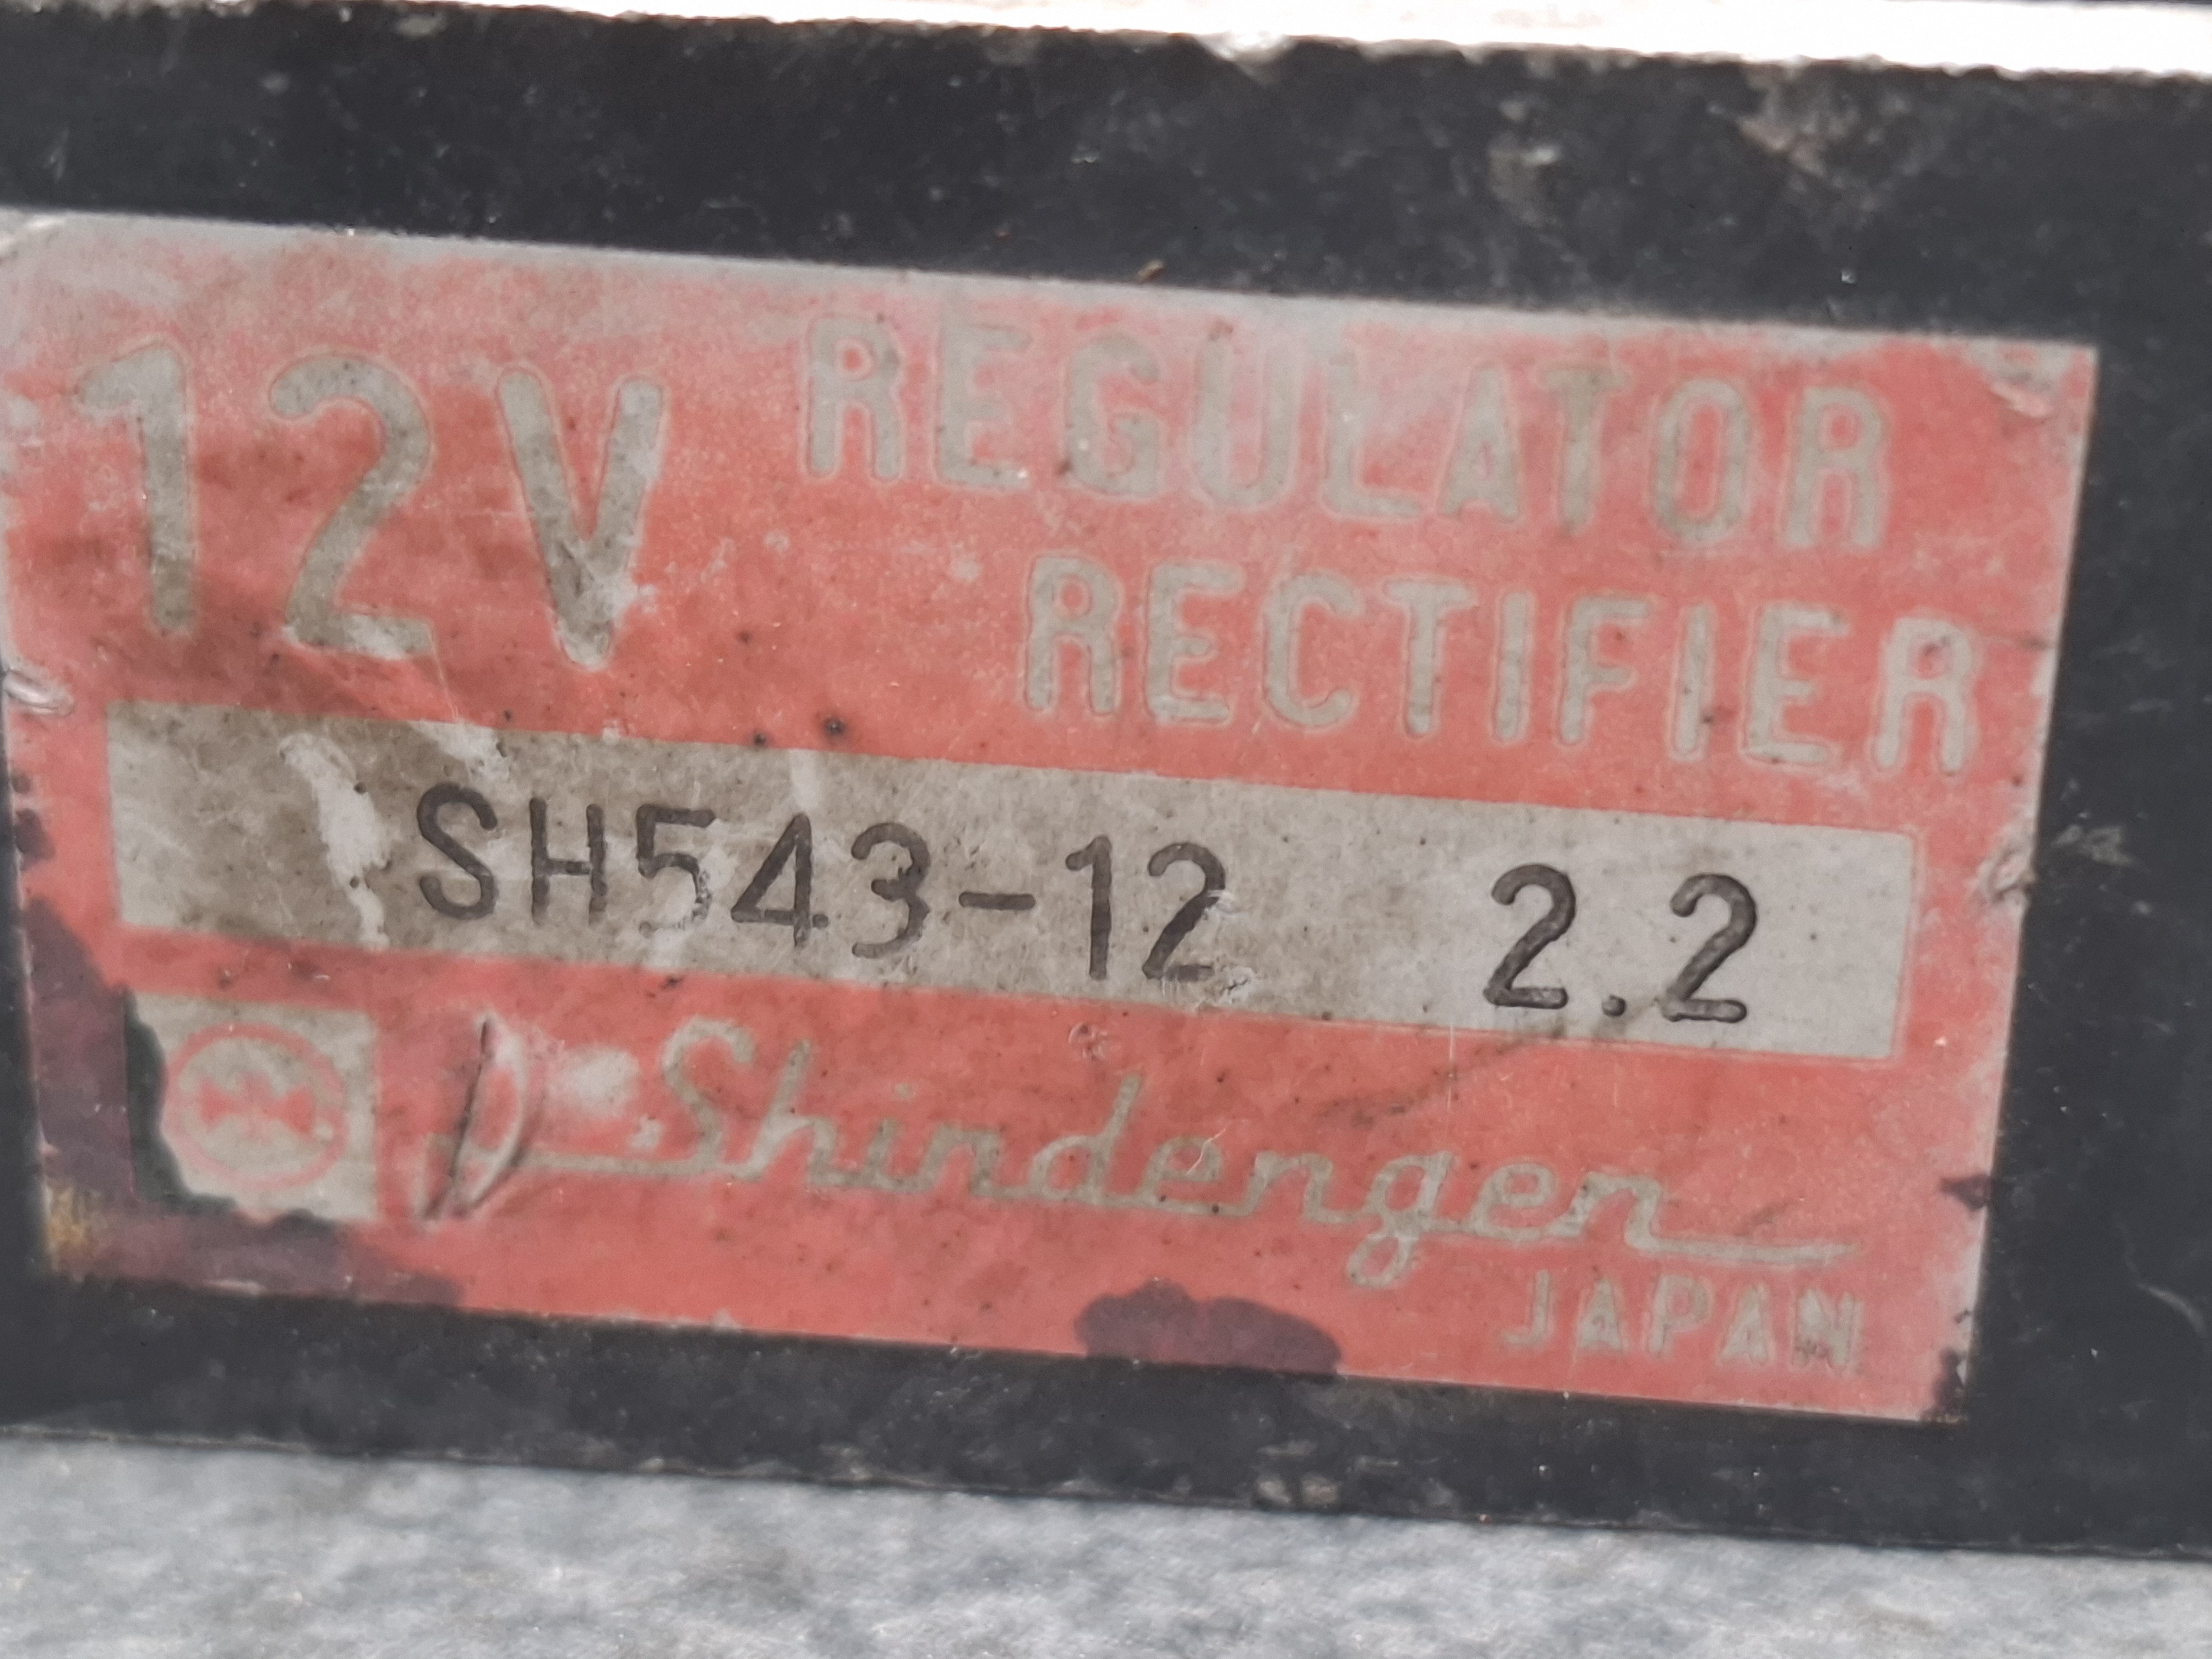 12V REGULATOR
RECTIFIER
SH543-12 2.2
Shindengen
JAPAN